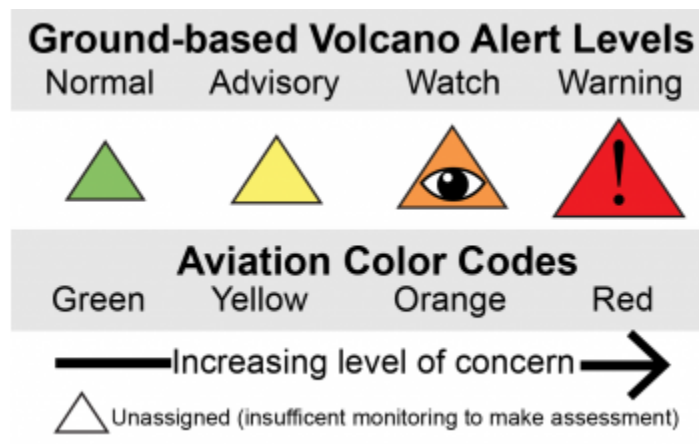 Ground-based Volcano Alert Levels
Normal Advisory Watch Warning
!
Aviation Color Codes
Green Yellow Orange Red
Increasing level of concern
Unassigned (insufficent monitoring to make assessment)